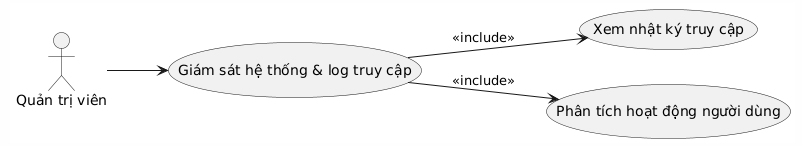 Quản trị viên
Giám sát hệ thống & log truy cập
«include»
Xem nhật ký truy cập
«include»
Phân tích hoạt động người dùng